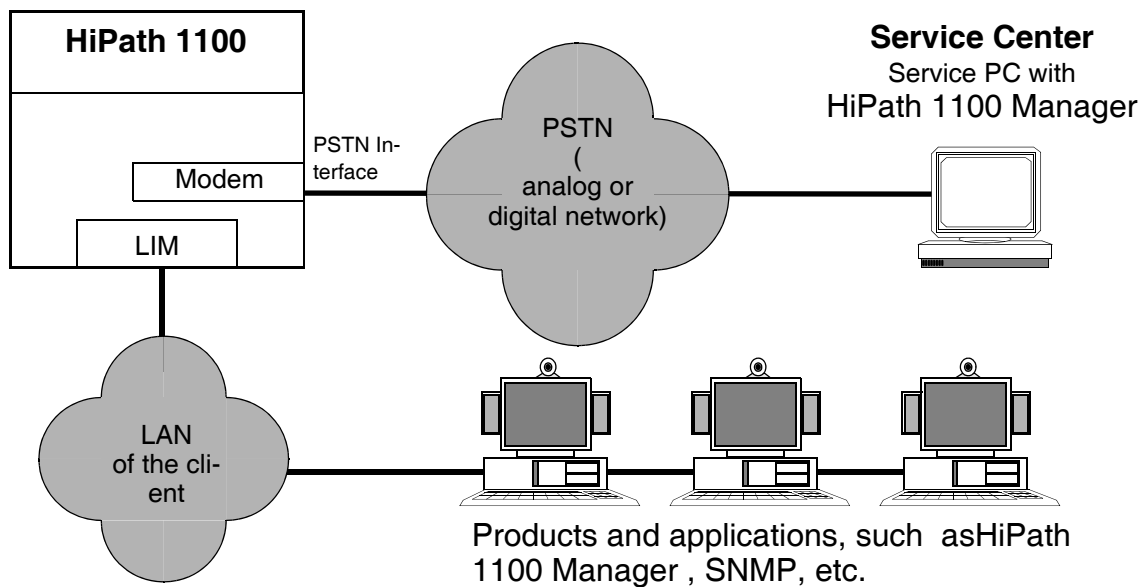 HiPath 1100
Service Center
Service PC with
HiPath 1100 Manager
PSTN In-
terface
Modem
LIM
PSTN
(
analog or
digital network)
LAN
of the cli-
ent
Products and applications, such  asHiPath
1100 Manager , SNMP, etc.